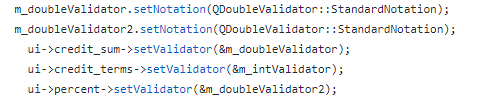 m_doubleValidator.setNotation(QDoubleValidator::StandardNotation);
m_doubleValidator2.setNotation(QDoubleValidator::StandardNotation);
ui->credit_sum->setValidator(&m_doubleValidator);
ui->credit_terms->setValidator(&m_intValidator);
ui->percent->setValidator(&m_doubleValidator2);